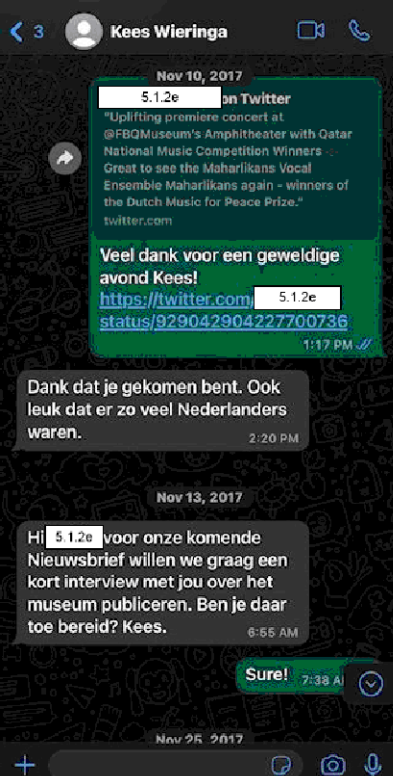 3
Kees Wieringa
Nov 10, 2017
5.1.2e on Twitter
"Uplifting premiere concert at
@FBQMuseum's Amphitheater with Qatar
National Music Competition Winners -
Great to see the Maharlikans Vocal
Ensemble Maharlikans again - winners of
the Dutch Music for Peace Prize."
twitter.com
Veel dank voor een geweldige
avond Kees!
https://twitter.com/ 5.1.2e
status/929042904227700736
1:17 PM
Dank dat je gekomen bent. Ook
leuk dat er zo veel Nederlanders
waren.
2:20 PM
Nov 13, 2017
Hi 5.1.2e voor onze komende
Nieuwsbrief willen we graag een
kort interview met jou over het
museum publiceren. Ben je daar
toe bereid? Kees.
6:55 AM
Sure!
7:38 A
Nov 25, 2017